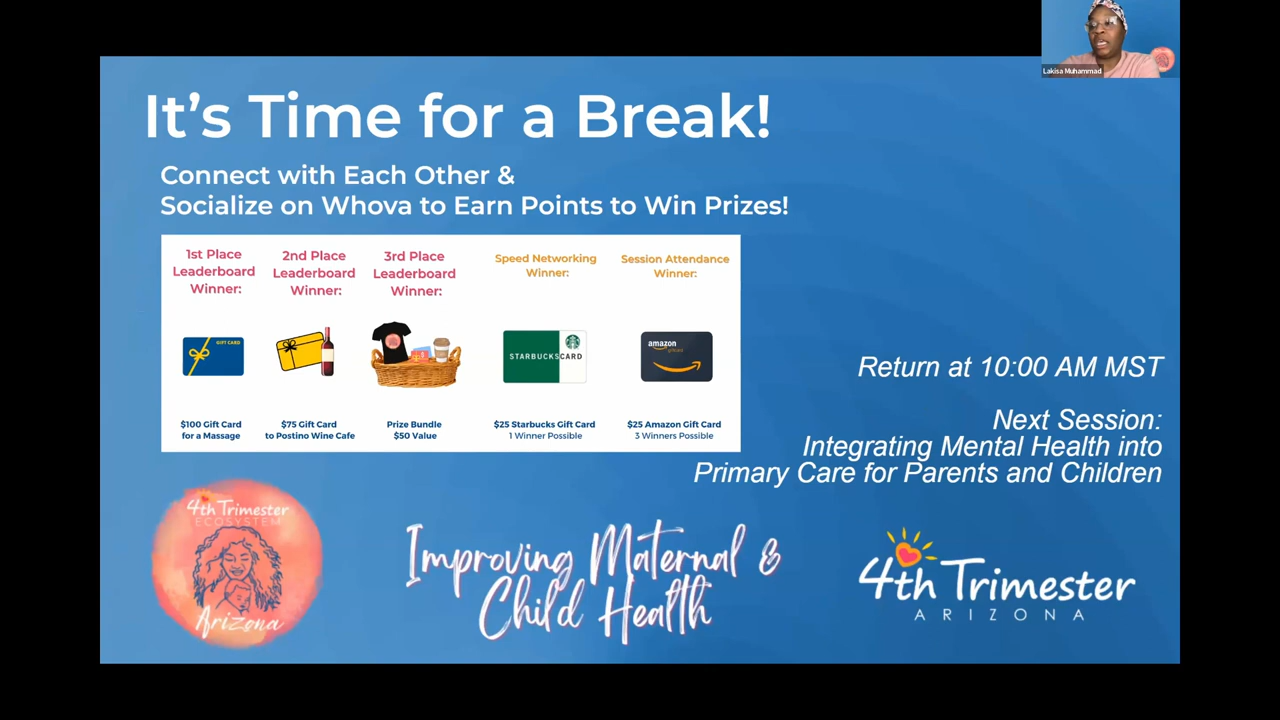 Lakisa Muhammad
It's Time for a Break!
Connect with Each Other &
Socialize on Whova to Earn Points to Win Prizes!
1st Place
Leaderboard
Winner:
2nd Place
Leaderboard
Winner:
3rd Place
Leaderboard
Winner:
Speed Networking
Winner:
Session Attendance
Winner:
GIFT CARD
STARBUCKS CARD
amazon
$100 Gift Card
for a Massage
$75 Gift Card
to Postino Wine Cafe
Prize Bundle
$50 Value
$25 Starbucks Gift Card
1 Winner Possible
$25 Amazon Gift Card
3 Winners Possible
Return at 10:00 AM MST
Next Session:
Integrating Mental Health into
Primary Care for Parents and Children
4th Trimester
ECOSYSTEM
Arizona
Improving Maternal &
Child Health
4th Trimester
ARIZONA